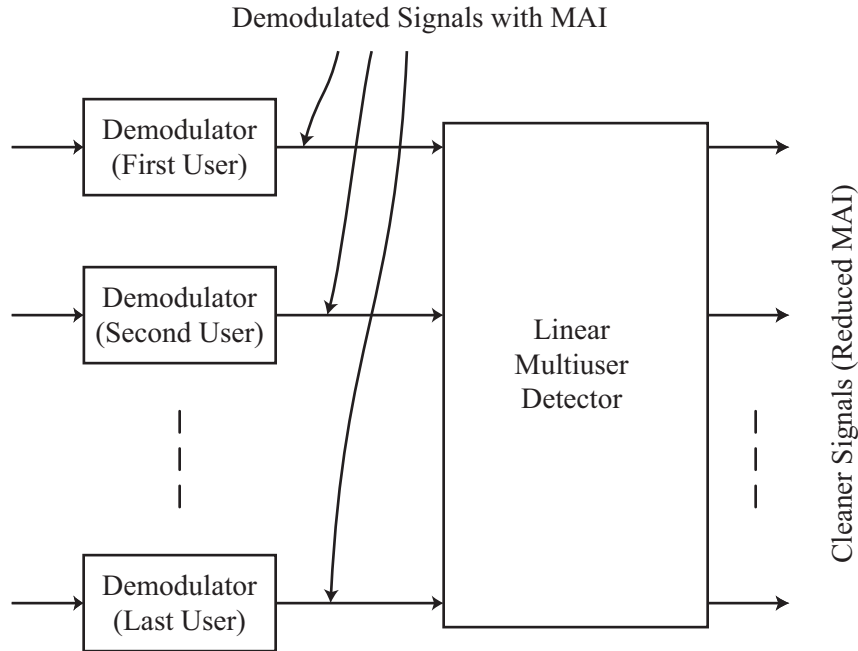 Demodulated Signals with MAI
Demodulator
(First User)
Demodulator
(Second User)
Linear
Multiuser
Detector
Demodulator
(Last User)
Cleaner Signals (Reduced MAI)